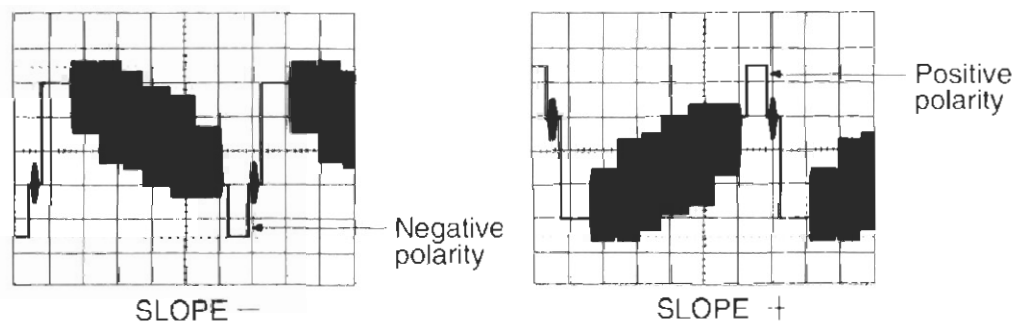 Negative
polarity
SLOPE —
Positive
polarity
SLOPE +